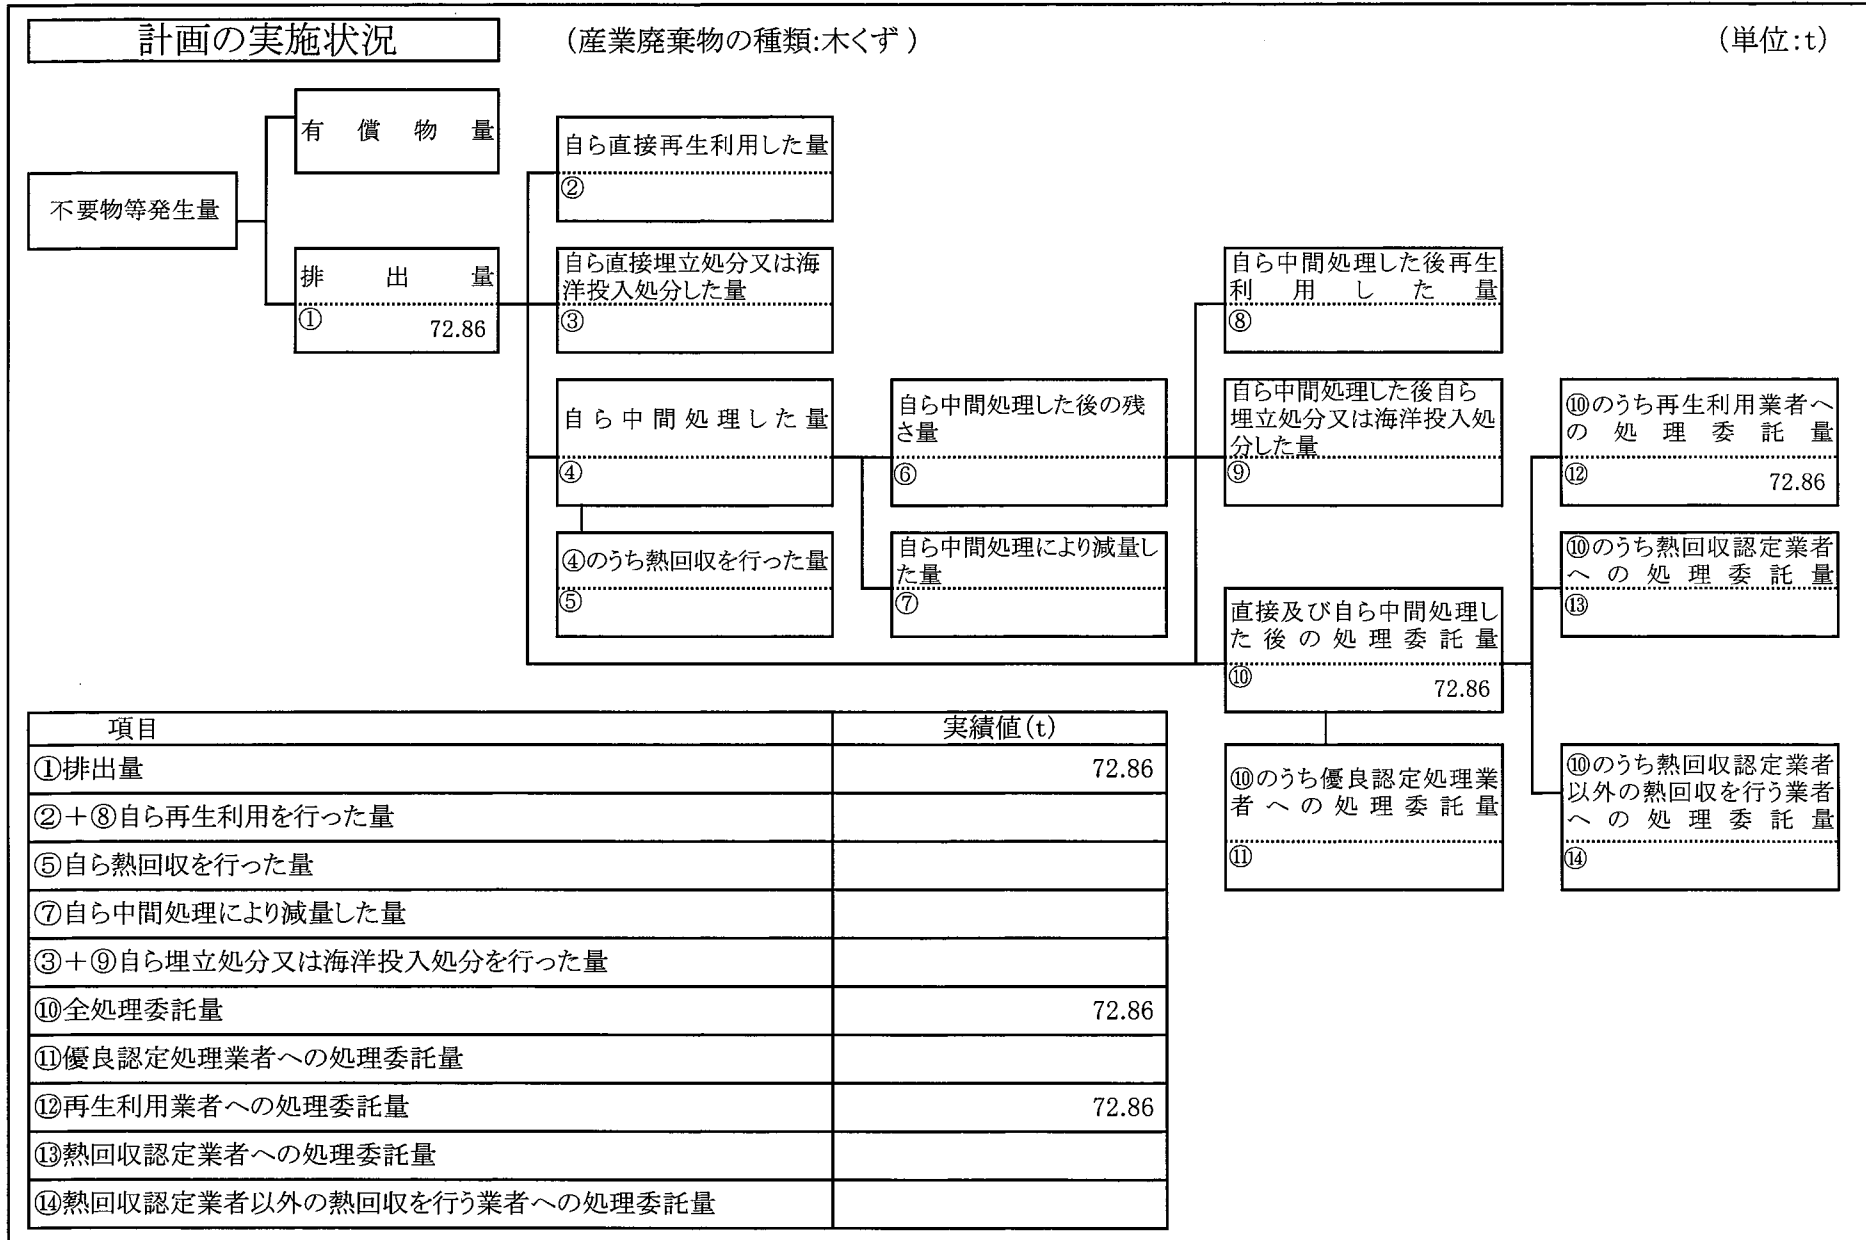 計画の実施状況
（産業廃棄物の種類:木くず ）
（単位:t）
有償物量
不要物等発生量
排出量
①
72.86
自ら直接再生利用した量
②
自ら直接埋立処分又は海
洋投入処分した量
③
自ら中間処理した量
④
④のうち熱回収を行った量
⑤
自ら中間処理した後の残
さ量
⑥
自ら中間処理により減量し
た量
⑦
自ら中間処理した後再生
利用した量
⑧
自ら中間処理した後自ら
埋立処分又は海洋投入処
分した量
⑨
直接及び自ら中間処理し
た後の処理委託量
⑩
72.86
⑩のうち優良認定処理業
者への処理委託量
⑪
⑩のうち再生利用業者へ
の処理委託量
⑫
72.86
⑩のうち熱回収認定業者
への処理委託量
⑬
⑩のうち熱回収認定業者
以外の熱回収を行う業者
への処理委託量
⑭
項目 実績値(t)
①排出量 72.86
②＋⑧自ら再生利用を行った量
⑤自ら熱回収を行った量
⑦自ら中間処理により減量した量
③＋⑨自ら埋立処分又は海洋投入処分を行った量
⑩全処理委託量 72.86
⑪優良認定処理業者への処理委託量
⑫再生利用業者への処理委託量 72.86
⑬熱回収認定業者への処理委託量
⑭熱回収認定業者以外の熱回収を行う業者への処理委託量